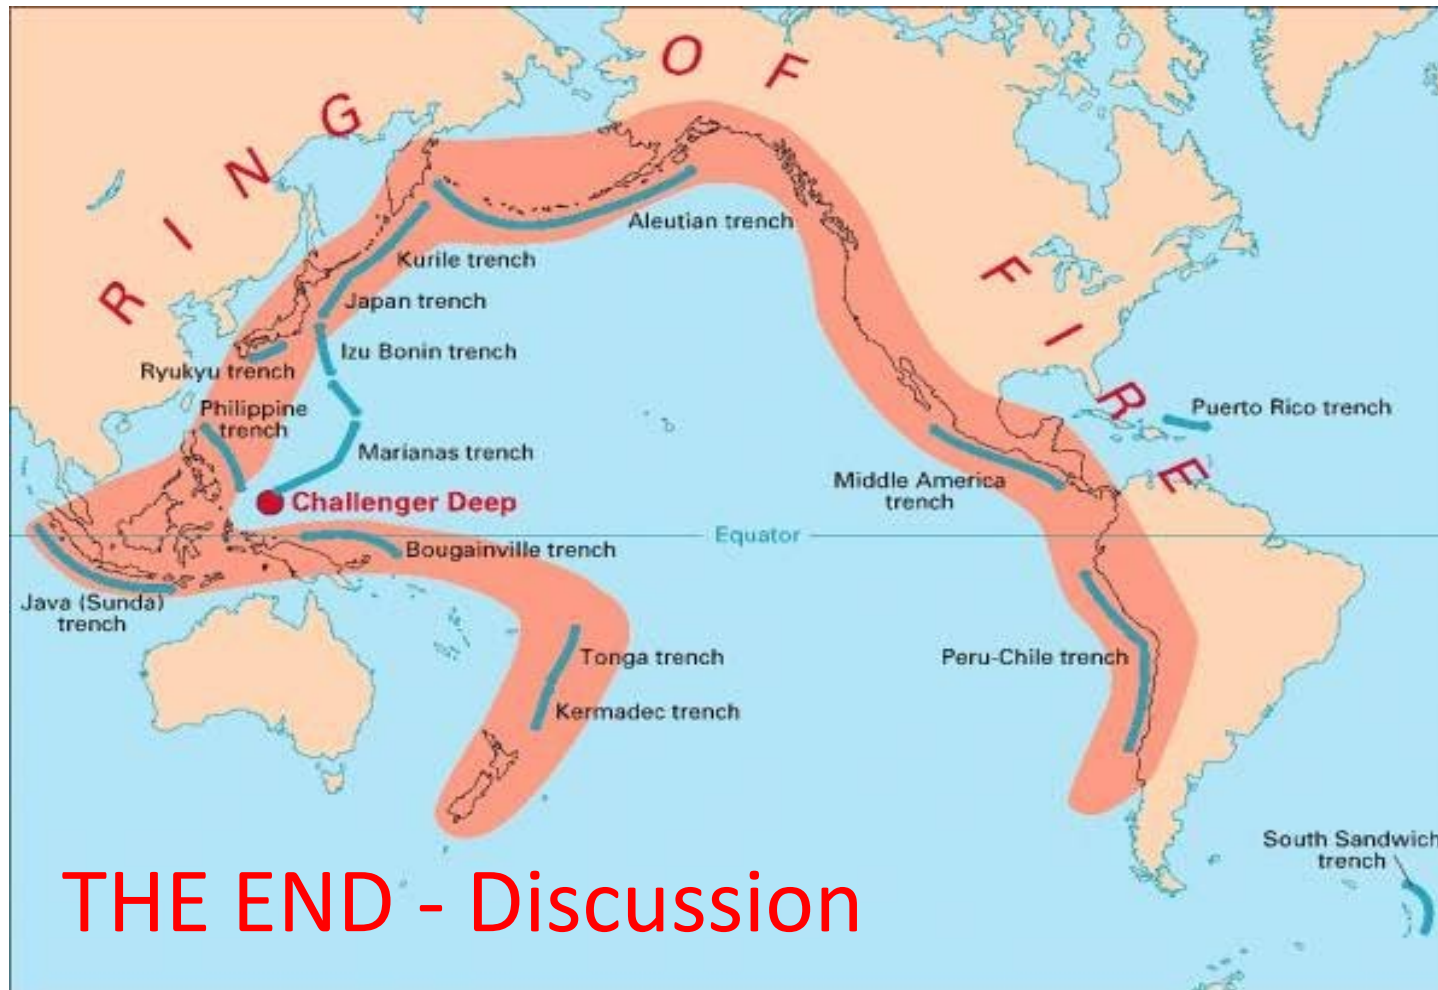 RING OF FIRE
Aleutian trench
Kurile trench
Japan trench
Izu Bonin trench
Ryukyu trench
Philippine
trench
Marianas trench
Challenger Deep
Bougainville trench
Equator
Java (Sunda)
trench
Tonga trench
Kermadec trench
Middle America
trench
Puerto Rico trench
Peru-Chile trench
South Sandwich
trench
THE END - Discussion